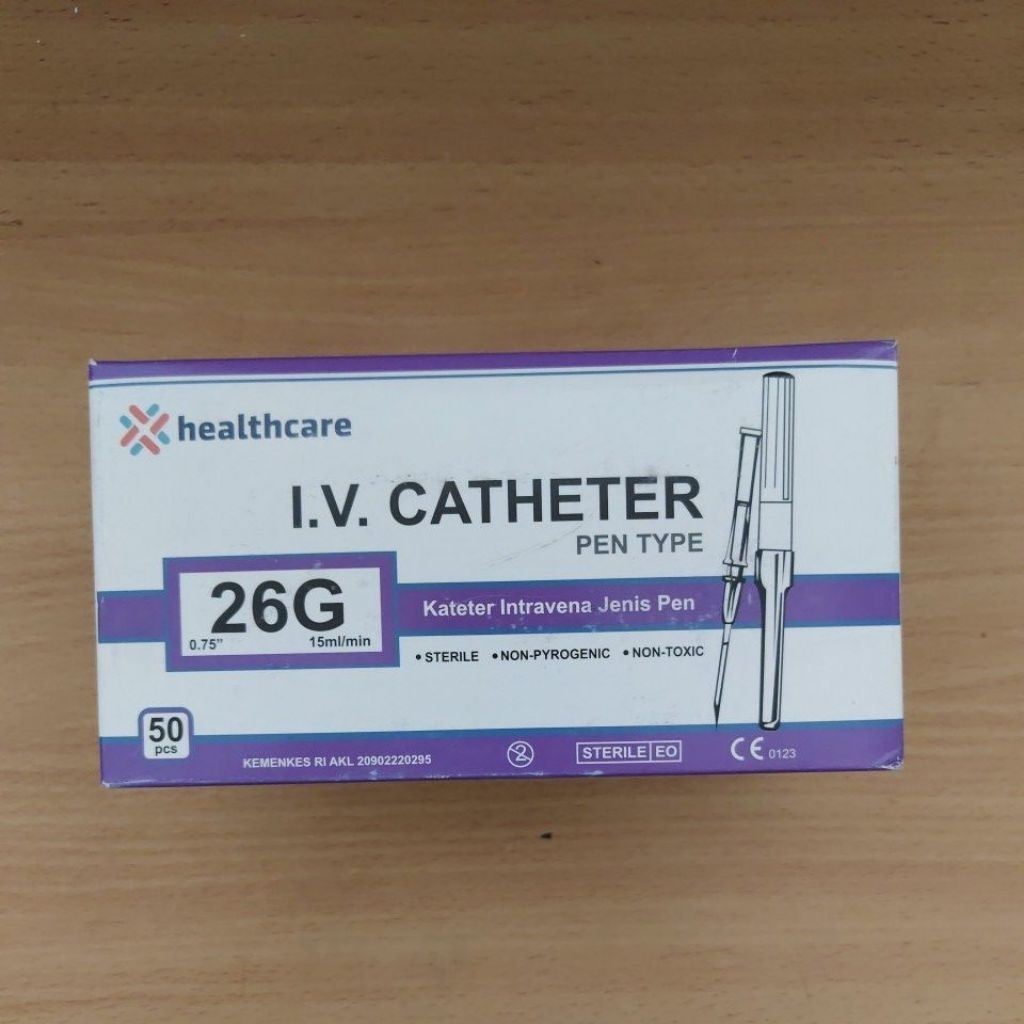 healthcare
I.V. CATHETER
PEN TYPE
26G
0.75" 15ml/min
Kateter Intravena Jenis Pen
• STERILE • NON-PYROGENIC • NON-TOXIC
50
pcs
KEMENKES RI AKL 20902220295
2
STERILE EO
CE 0123